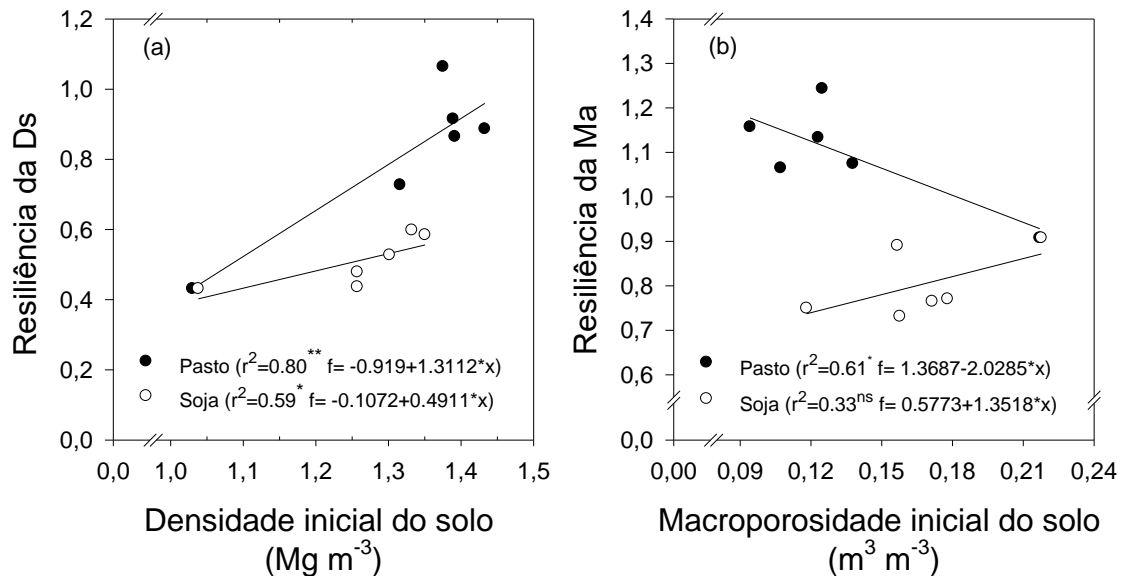 (a)
Resiliência da Ds
1,2
1,0
0,8
0,6
0,4
0,2
0,0
Pasto (r²=0.80** f= -0.919+1.3112*x)
Soja (r²=0.59* f= -0.1072+0.4911*x)
0,0 1,0 1,1 1,2 1,3 1,4 1,5
Densidade inicial do solo
(Mg m⁻³)
(b)
Resiliência da Ma
1,4
1,3
1,2
1,1
1,0
0,9
0,8
0,7
0,6
0,0
Pasto (r²=0.61* f= 1.3687-2.0285*x)
Soja (r²=0.33ⁿˢ f= 0.5773+1.3518*x)
0,00 0,09 0,12 0,15 0,18 0,21 0,24
Macroporosidade inicial do solo
(m³ m⁻³)